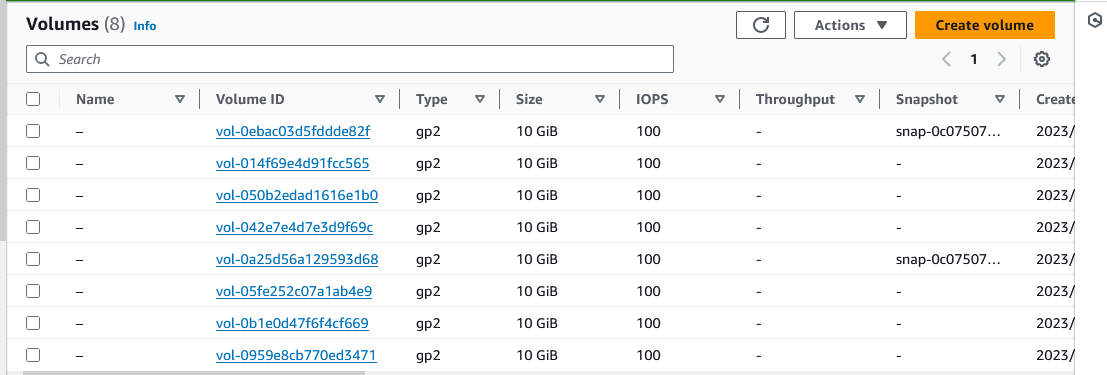 Volumes (8) Info
Actions
Create volume
Search
1
Name Volume ID Type Size IOPS Throughput Snapshot Create
– vol-0ebac03d5fddde82f gp2 10 GiB 100 - snap-0c07507... 2023/
– vol-014f69e4d91fcc565 gp2 10 GiB 100 - - 2023/
– vol-050b2edad1616e1b0 gp2 10 GiB 100 - - 2023/
– vol-042e7e4d7e3d9f69c gp2 10 GiB 100 - - 2023/
– vol-0a25d56a129593d68 gp2 10 GiB 100 - snap-0c07507... 2023/
– vol-05fe252c07a1ab4e9 gp2 10 GiB 100 - - 2023/
– vol-0b1e0d47f6f4cf669 gp2 10 GiB 100 - - 2023/
– vol-0959e8cb770ed3471 gp2 10 GiB 100 - - 2023/